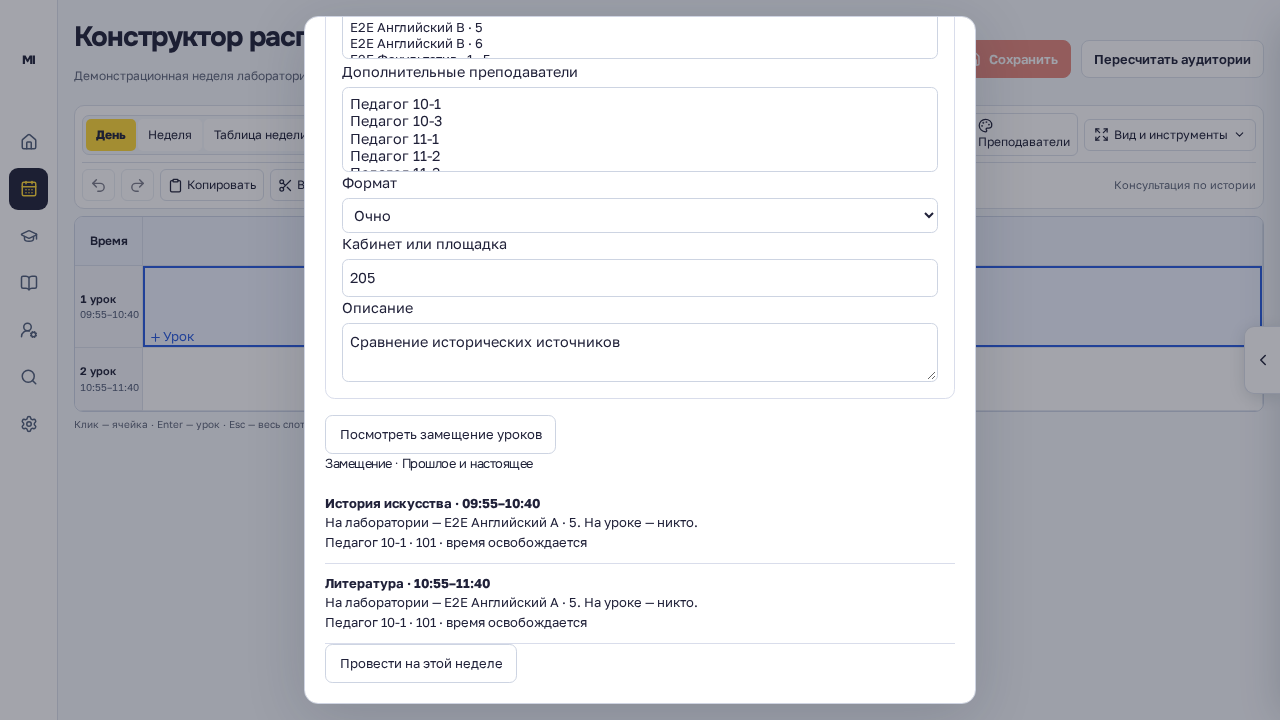 Конструктор расп
Демонстрационная неделя лаборатори
MI
Сохранить
Пересчитать аудитории
День
Неделя
Таблица недели
Преподаватели
Вид и инструменты
Копировать
В
Консультация по истории
Время
1 урок
09:55–10:40
+ Урок
2 урок
10:55–11:40
Клик — ячейка · Enter — урок · Esc — весь слот
E2E Английский B · 5
E2E Английский B · 6
Дополнительные преподаватели
Педагог 10-1
Педагог 10-3
Педагог 11-1
Педагог 11-2
Формат
Очно
Кабинет или площадка
205
Описание
Сравнение исторических источников
Посмотреть замещение уроков
Замещение · Прошлое и настоящее
История искусства · 09:55–10:40
На лаборатории — E2E Английский A · 5. На уроке — никто.
Педагог 10-1 · 101 · время освобождается
Литература · 10:55–11:40
На лаборатории — E2E Английский A · 5. На уроке — никто.
Педагог 10-1 · 101 · время освобождается
Провести на этой неделе